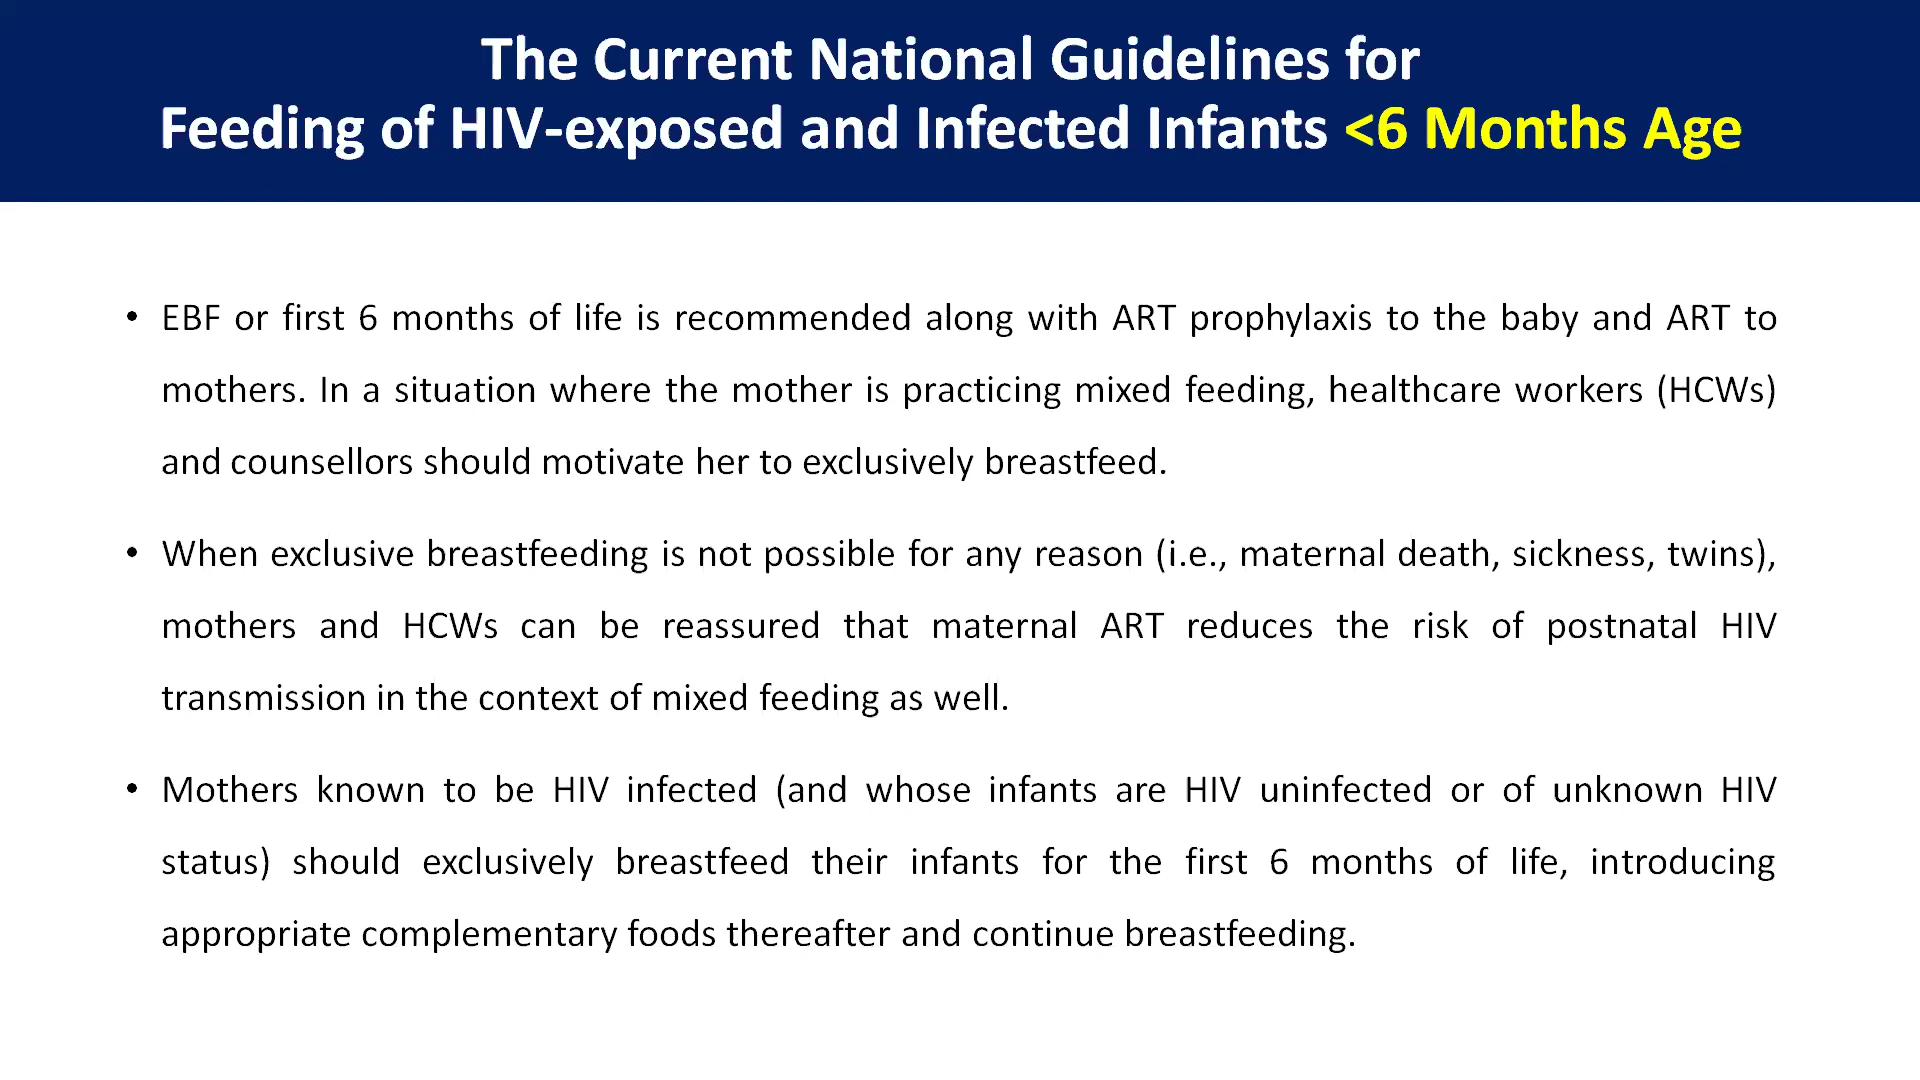 The Current National Guidelines for
Feeding of HIV-exposed and Infected Infants <6 Months Age
• EBF or first 6 months of life is recommended along with ART prophylaxis to the baby and ART to
mothers. In a situation where the mother is practicing mixed feeding, healthcare workers (HCWs)
and counsellors should motivate her to exclusively breastfeed.
• When exclusive breastfeeding is not possible for any reason (i.e., maternal death, sickness, twins),
mothers and HCWs can be reassured that maternal ART reduces the risk of postnatal HIV
transmission in the context of mixed feeding as well.
• Mothers known to be HIV infected (and whose infants are HIV uninfected or of unknown HIV
status) should exclusively breastfeed their infants for the first 6 months of life, introducing
appropriate complementary foods thereafter and continue breastfeeding.